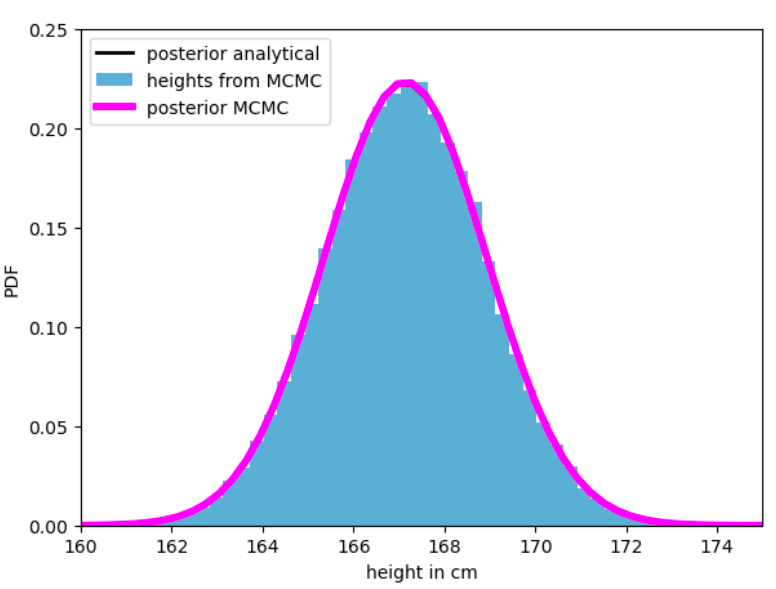 0.25
0.20
0.15
0.10
0.05
0.00
PDF
posterior analytical
heights from MCMC
posterior MCMC
160 162 164 166 168 170 172 174
height in cm